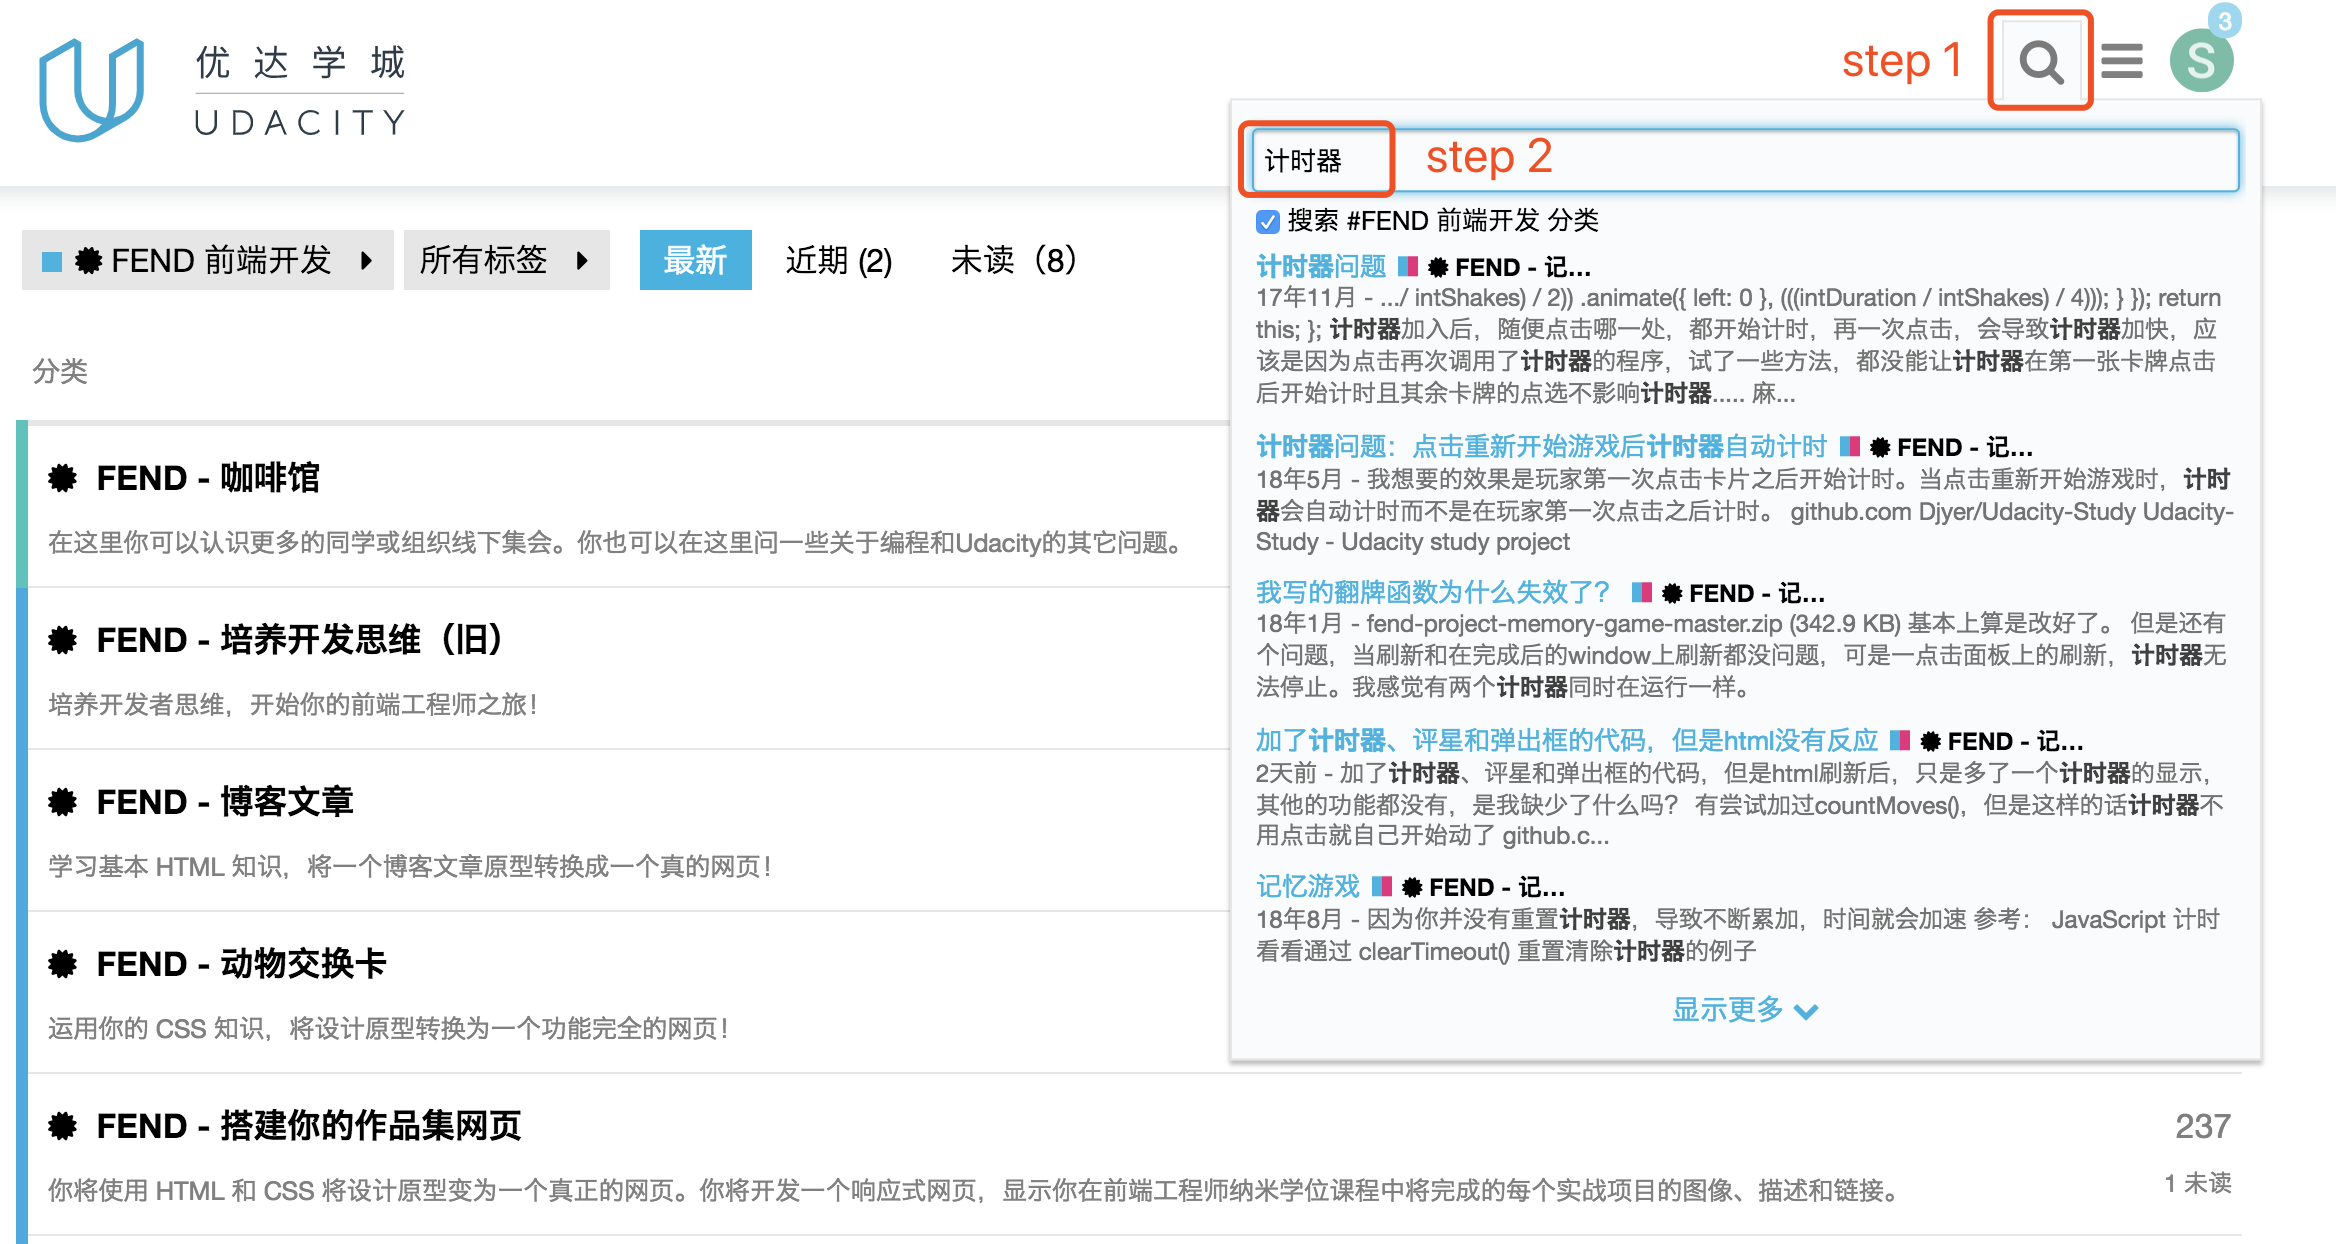 优达学城
UDACITY
step 1
3
S
计时器
step 2
搜索 #FEND 前端开发 分类
FEND 前端开发
所有标签
最新
近期 (2)
未读（8）
计时器问题 FEND - 记...
17年11月 - .../ intShakes) / 2)) .animate({ left: 0 }, (((intDuration / intShakes) / 4))); } }); return
this; }; 计时器加入后，随便点击哪一处，都开始计时，再一次点击，会导致计时器加快，应
该是因为点击再次调用了计时器的程序，试了一些方法，都没能让计时器在第一张卡牌点击
后开始计时且其余卡牌的点选不影响计时器..... 麻...
计时器问题：点击重新开始游戏后计时器自动计时 FEND - 记...
18年5月 - 我想要的效果是玩家第一次点击卡片之后开始计时。当点击重新开始游戏时，计时
器会自动计时而不是在玩家第一次点击之后计时。 github.com Djyer/Udacity-Study Udacity-
Study - Udacity study project
我写的翻牌函数为什么失效了？ FEND - 记...
18年1月 - fend-project-memory-game-master.zip (342.9 KB) 基本上算是改好了。 但是还有
个问题，当刷新和在完成后的window上刷新都没问题，可是一点击面板上的刷新，计时器无
法停止。我感觉有两个计时器同时在运行一样。
加了计时器、评星和弹出框的代码，但是html没有反应 FEND - 记...
2天前 - 加了计时器、评星和弹出框的代码，但是html刷新后，只是多了一个计时器的显示，
其他的功能都没有，是我缺少了什么吗？ 有尝试加过countMoves()，但是这样的话计时器不
用点击就自己开始动了 github.c...
记忆游戏 FEND - 记...
18年8月 - 因为你并没有重置计时器，导致不断累加，时间就会加速 参考： JavaScript 计时
看看通过 clearTimeout() 重置清除计时器的例子
显示更多
分类
FEND - 咖啡馆
在这里你可以认识更多的同学或组织线下集会。你也可以在这里问一些关于编程和Udacity的其它问题。
FEND - 培养开发思维（旧）
培养开发者思维，开始你的前端工程师之旅！
FEND - 博客文章
学习基本 HTML 知识，将一个博客文章原型转换成一个真的网页！
FEND - 动物交换卡
运用你的 CSS 知识，将设计原型转换为一个功能完全的网页！
FEND - 搭建你的作品集网页
237
你将使用 HTML 和 CSS 将设计原型变为一个真正的网页。你将开发一个响应式网页，显示你在前端工程师纳米学位课程中将完成的每个实战项目的图像、描述和链接。
1 未读